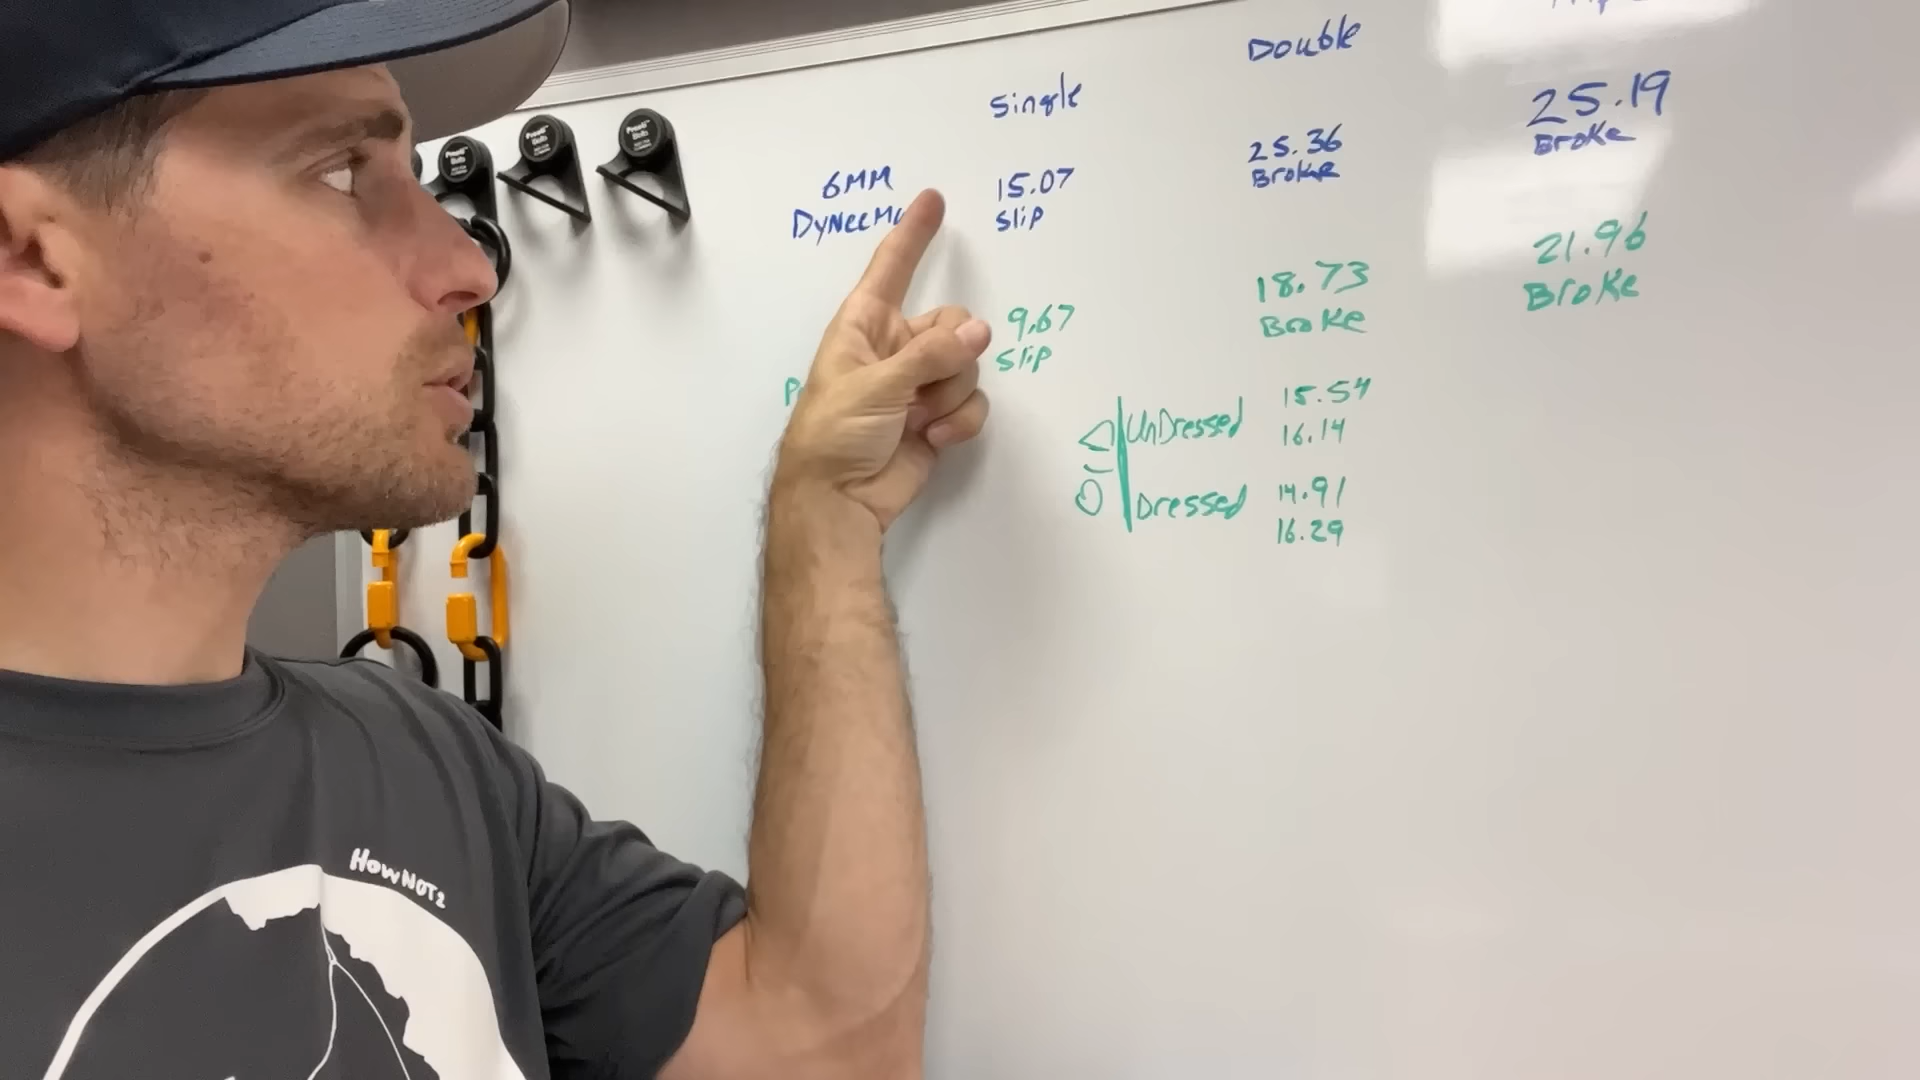 Double
Single
25.19
Broke
25.36
Broke
6MM
15.07
Slip
21.96
Broke
18.73
Broke
9.67
Slip
UnDressed
15.54
16.14
Dressed
14.91
16.29
HowNOT2